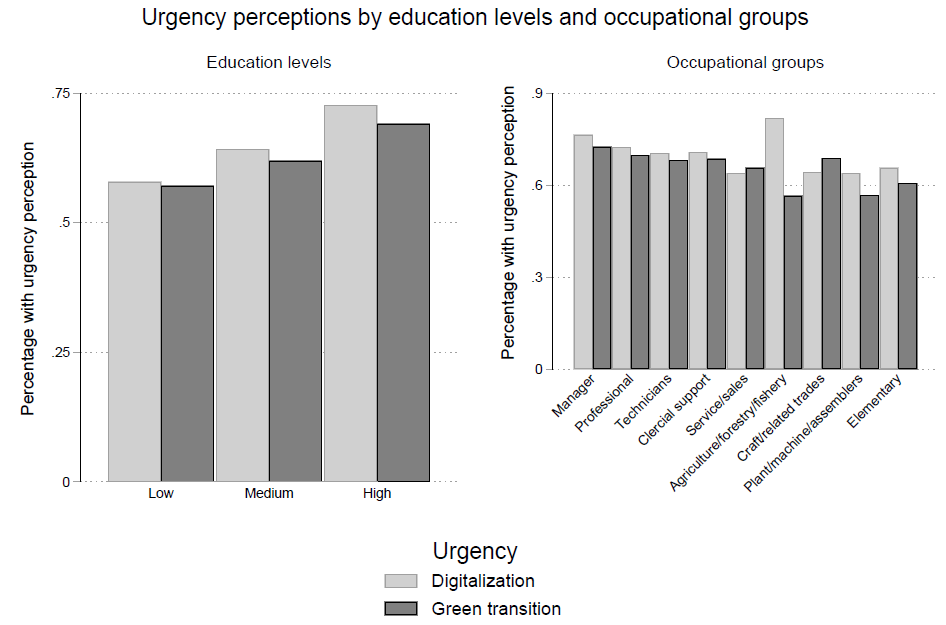 Urgency perceptions by education levels and occupational groups
Education levels
Percentage with urgency perception
.75
.5
.25
0
Low
Medium
High
Occupational groups
Percentage with urgency perception
.9
.6
.3
0
Manager
Professional
Technicians
Clercial support
Service/sales
Agriculture/forestry/fishery
Craft/related trades
Plant/machine/assemblers
Elementary
Urgency
Digitalization
Green transition